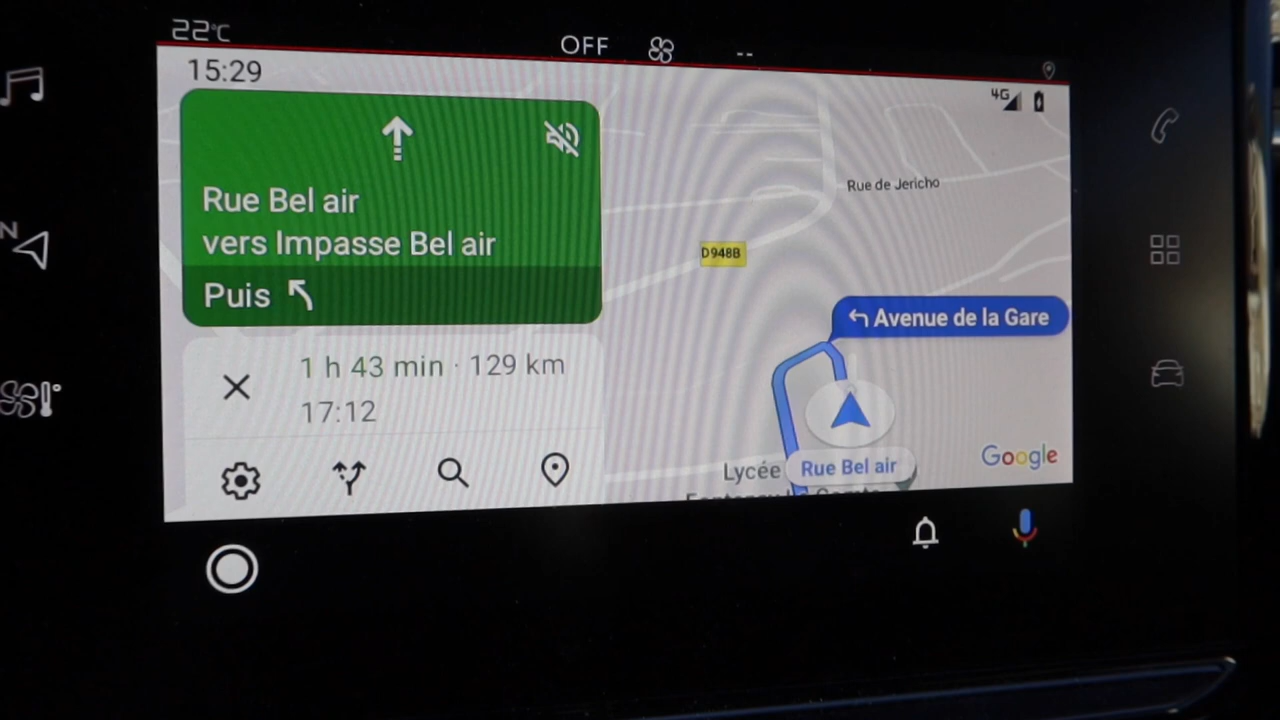 22°C
OFF
--
15:29
4G
Rue Bel air
vers Impasse Bel air
Puis
1 h 43 min · 129 km
17:12
Rue de Jericho
D948B
Avenue de la Gare
Lycée
Rue Bel air
Google
N